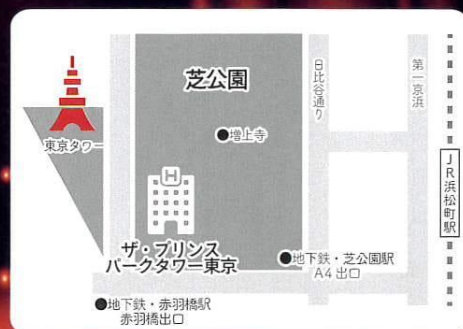 芝公園
日比谷通り
第一京浜
東京タワー
●増上寺
H
JR浜松町駅
ザ・プリンス
パークタワー東京
●地下鉄・芝公園駅
A4出口
●地下鉄・赤羽橋駅
赤羽橋出口